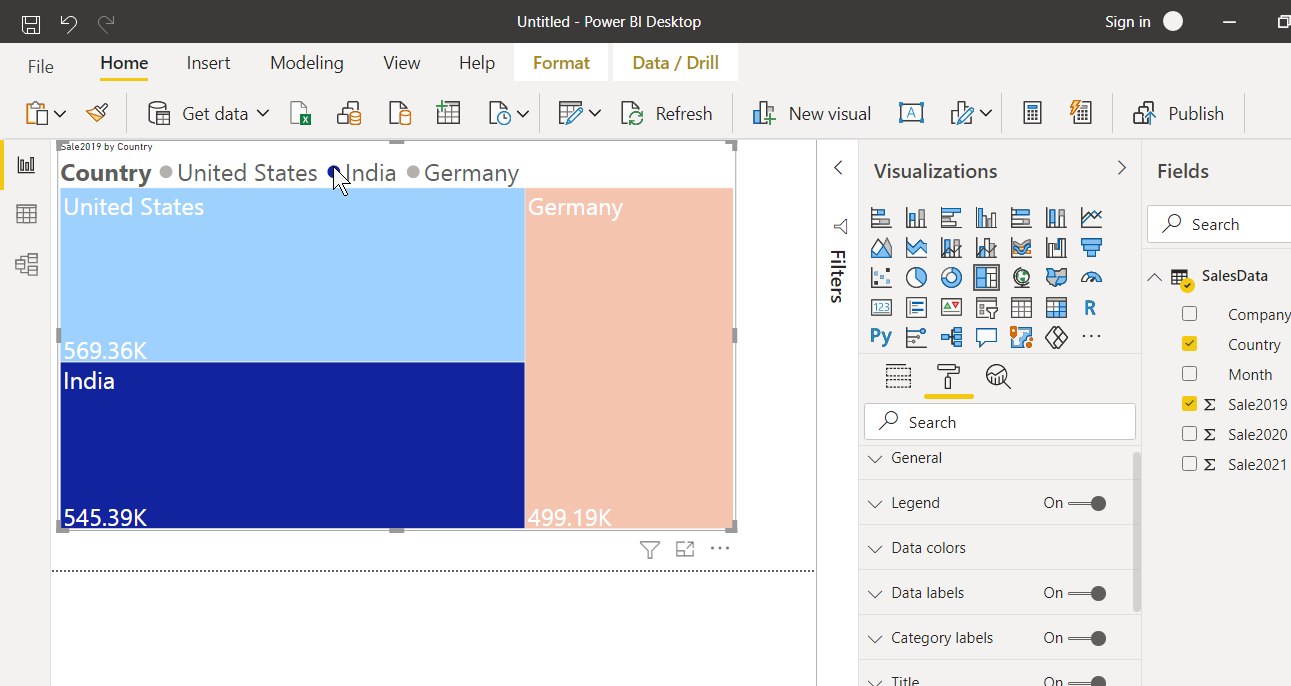 Untitled - Power BI Desktop
Sign in
File Home Insert Modeling View Help Format Data / Drill
Get data Refresh New visual Publish
Sale2019 by Country
Country United States India Germany
United States
569.36K
India
545.39K
Germany
499.19K
Filters
Visualizations
123
R
Py
Search
General
Legend On
Data colors
Data labels On
Category labels On
Title On
Fields
Search
SalesData
Company
Country
Month
Σ Sale2019
Σ Sale2020
Σ Sale2021